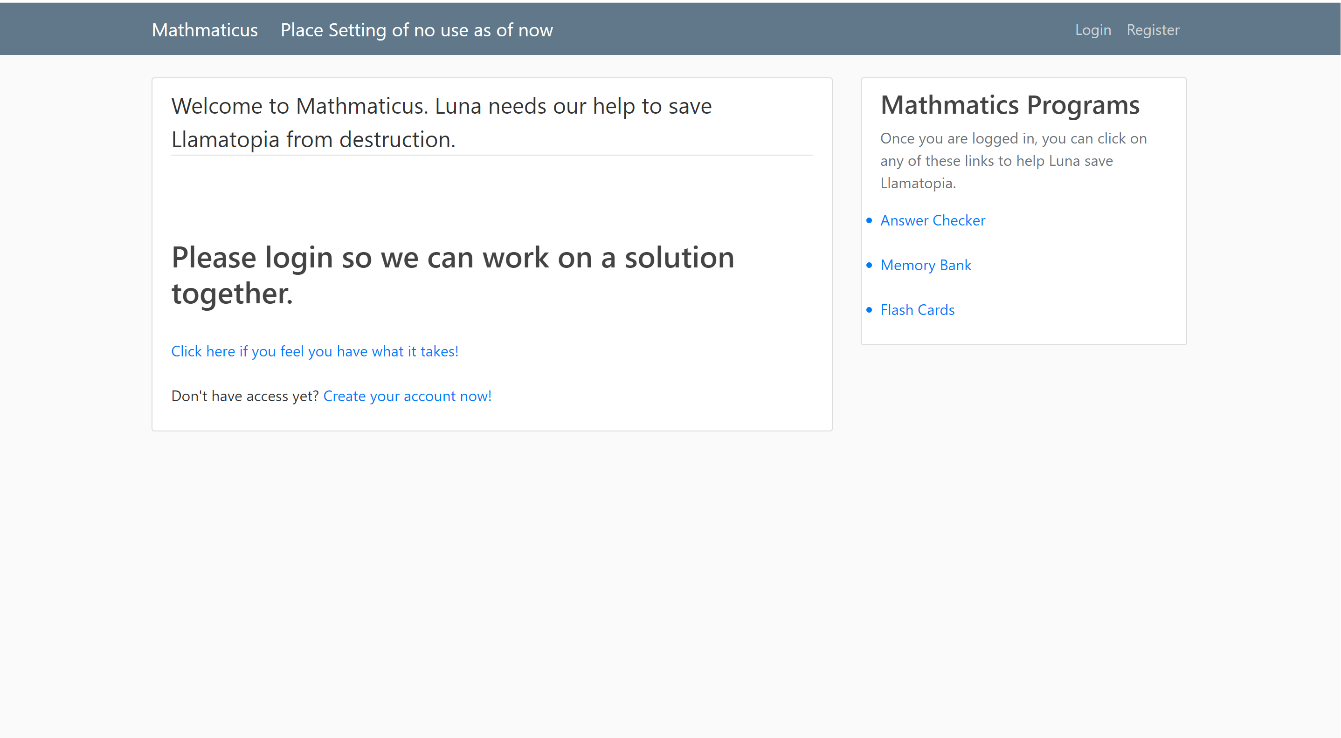 Mathmaticus Place Setting of no use as of now Login Register
Welcome to Mathmaticus. Luna needs our help to save
Llamatopia from destruction.
Please login so we can work on a solution
together.
Click here if you feel you have what it takes!
Don't have access yet? Create your account now!
Mathmatics Programs
Once you are logged in, you can click on
any of these links to help Luna save
Llamatopia.
Answer Checker
Memory Bank
Flash Cards